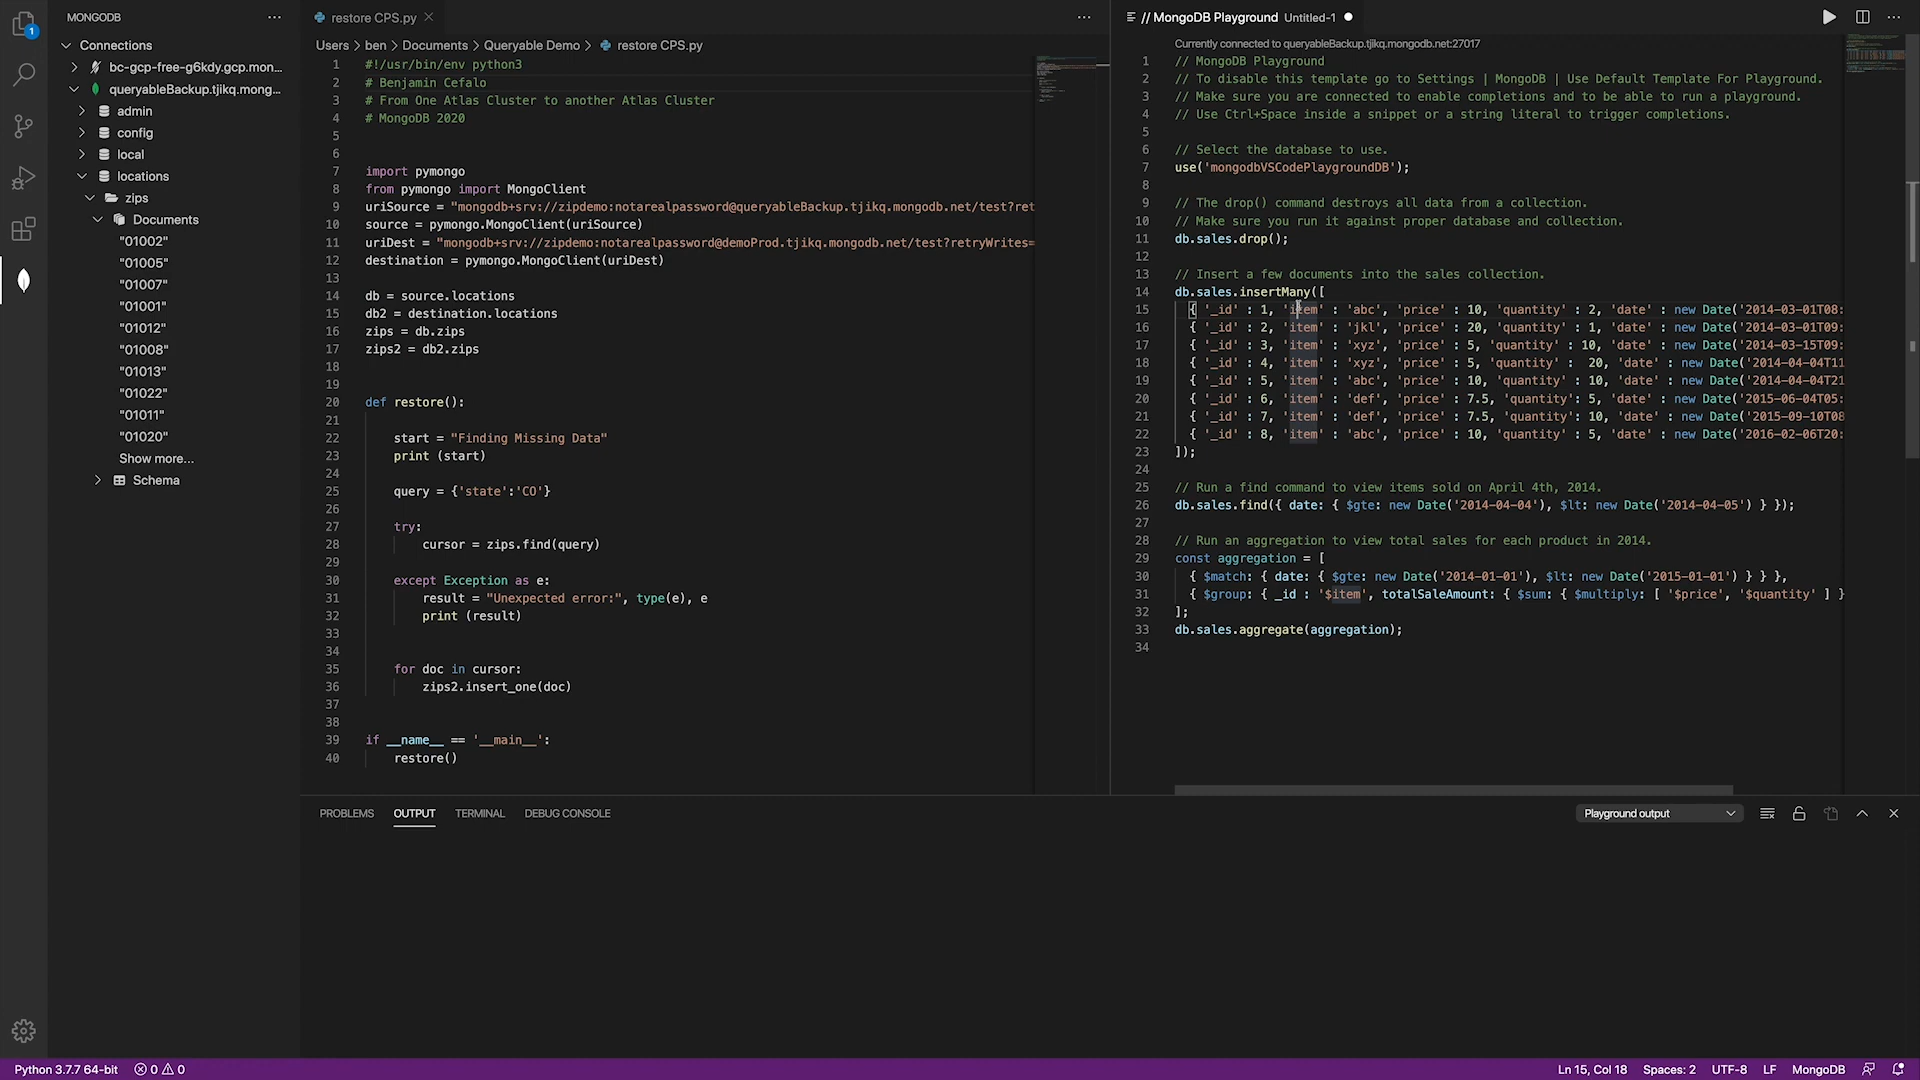 1
MONGODB
Connections
bc-gcp-free-g6kdy.gcp.mon...
queryableBackup.tjikq.mong...
admin
config
local
locations
zips
Documents
"01002"
"01005"
"01007"
"01001"
"01012"
"01008"
"01013"
"01022"
"01011"
"01020"
Show more...
Schema
restore CPS.py
Users > ben > Documents > Queryable Demo > restore CPS.py
1 #!/usr/bin/env python3
2 # Benjamin Cefalo
3 # From One Atlas Cluster to another Atlas Cluster
4 # MongoDB 2020
5
6
7 import pymongo
8 from pymongo import MongoClient
9 uriSource = "mongodb+srv://zipdemo:notarealpassword@queryableBackup.tjikq.mongodb.net/test?ret
10 source = pymongo.MongoClient(uriSource)
11 uriDest = "mongodb+srv://zipdemo:notarealpassword@demoProd.tjikq.mongodb.net/test?retryWrites=
12 destination = pymongo.MongoClient(uriDest)
13
14 db = source.locations
15 db2 = destination.locations
16 zips = db.zips
17 zips2 = db2.zips
18
19
20 def restore():
21
22 start = "Finding Missing Data"
23 print (start)
24
25 query = {'state':'CO'}
26
27 try:
28 cursor = zips.find(query)
29
30 except Exception as e:
31 result = "Unexpected error:", type(e), e
32 print (result)
33
34
35 for doc in cursor:
36 zips2.insert_one(doc)
37
38
39 if __name__ == '__main__':
40 restore()
// MongoDB Playground Untitled-1
Currently connected to queryableBackup.tjikq.mongodb.net:27017
1 // MongoDB Playground
2 // To disable this template go to Settings | MongoDB | Use Default Template For Playground.
3 // Make sure you are connected to enable completions and to be able to run a playground.
4 // Use Ctrl+Space inside a snippet or a string literal to trigger completions.
5
6 // Select the database to use.
7 use('mongodbVSCodePlaygroundDB');
8
9 // The drop() command destroys all data from a collection.
10 // Make sure you run it against proper database and collection.
11 db.sales.drop();
12
13 // Insert a few documents into the sales collection.
14 db.sales.insertMany([
15 { '_id' : 1, 'item' : 'abc', 'price' : 10, 'quantity' : 2, 'date' : new Date('2014-03-01T08:
16 { '_id' : 2, 'item' : 'jkl', 'price' : 20, 'quantity' : 1, 'date' : new Date('2014-03-01T09:
17 { '_id' : 3, 'item' : 'xyz', 'price' : 5, 'quantity' : 10, 'date' : new Date('2014-03-15T09:
18 { '_id' : 4, 'item' : 'xyz', 'price' : 5, 'quantity' :  20, 'date' : new Date('2014-04-04T11
19 { '_id' : 5, 'item' : 'abc', 'price' : 10, 'quantity' : 10, 'date' : new Date('2014-04-04T21
20 { '_id' : 6, 'item' : 'def', 'price' : 7.5, 'quantity': 5, 'date' : new Date('2015-06-04T05:
21 { '_id' : 7, 'item' : 'def', 'price' : 7.5, 'quantity': 10, 'date' : new Date('2015-09-10T08
22 { '_id' : 8, 'item' : 'abc', 'price' : 10, 'quantity' : 5, 'date' : new Date('2016-02-06T20:
23 ]);
24
25 // Run a find command to view items sold on April 4th, 2014.
26 db.sales.find({ date: { $gte: new Date('2014-04-04'), $lt: new Date('2014-04-05') } });
27
28 // Run an aggregation to view total sales for each product in 2014.
29 const aggregation = [
30 { $match: { date: { $gte: new Date('2014-01-01'), $lt: new Date('2015-01-01') } } },
31 { $group: { _id : '$item', totalSaleAmount: { $sum: { $multiply: [ '$price', '$quantity' ] }
32 ];
33 db.sales.aggregate(aggregation);
34
PROBLEMS OUTPUT TERMINAL DEBUG CONSOLE
Playground output
Python 3.7.7 64-bit 0 0
Ln 15, Col 18 Spaces: 2 UTF-8 LF MongoDB